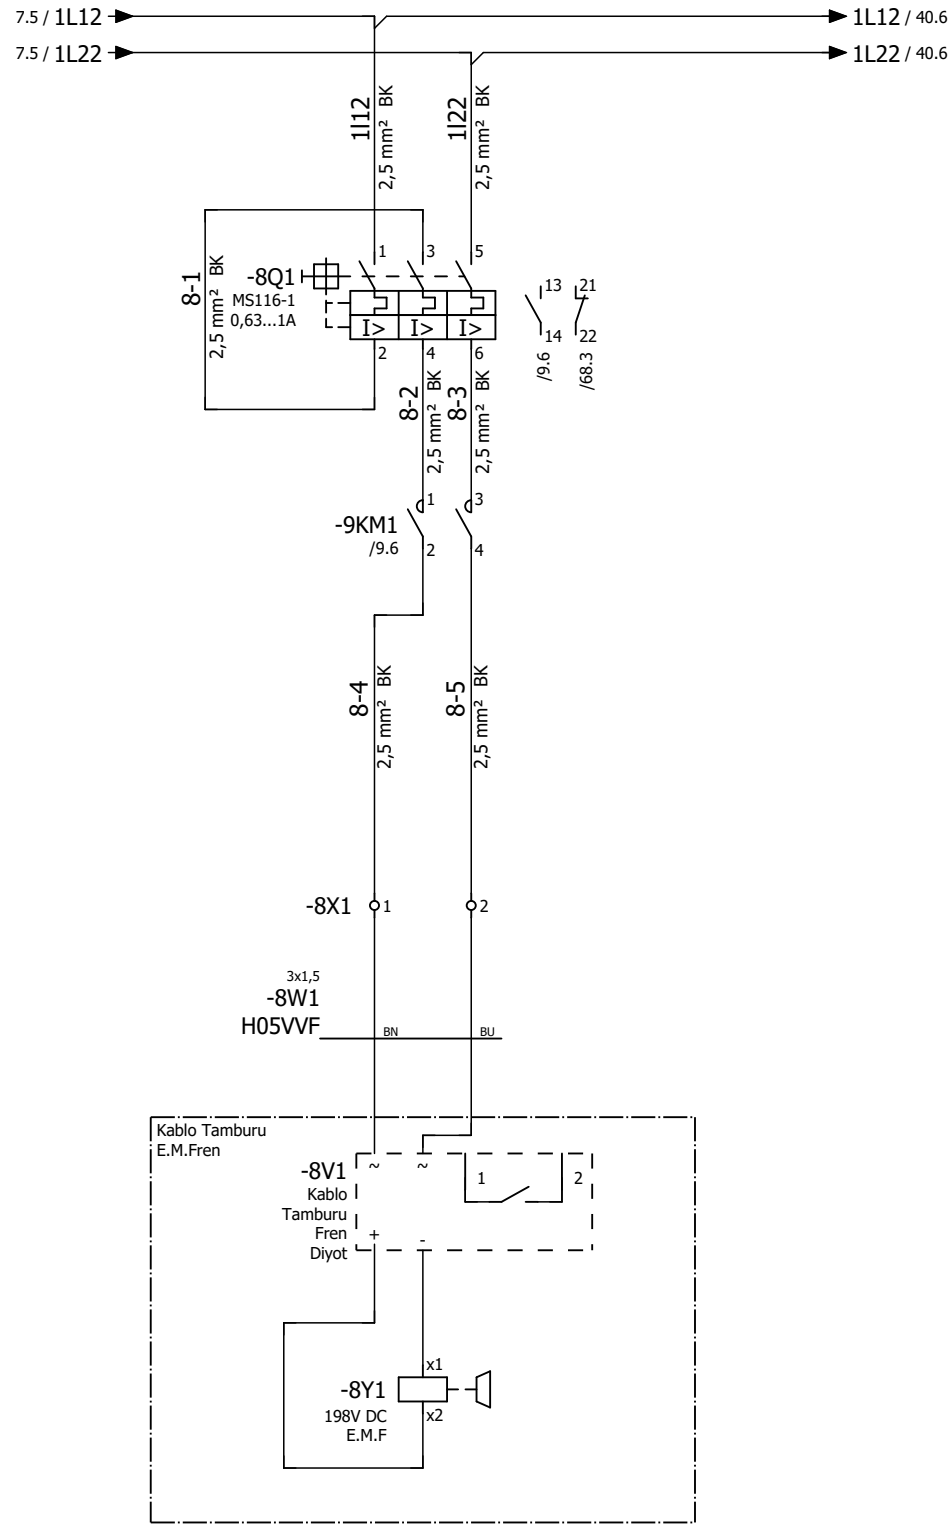 7.5 / 1L12
1L12 / 40.6
7.5 / 1L22
1L22 / 40.6
1l12
2,5 mm² BK
1l22
2,5 mm² BK
8-1
2,5 mm² BK
-8Q1
MS116-1
0,63...1A
1
3
5
I>
I>
I>
2
4
6
13
21
14
22
/9.6
/68.3
8-2
2,5 mm² BK
8-3
2,5 mm² BK
-9KM1
/9.6
1
3
2
4
8-4
2,5 mm² BK
8-5
2,5 mm² BK
-8X1
1
2
3x1,5
-8W1
H05VVF
BN
BU
Kablo Tamburu
E.M.Fren
-8V1
Kablo
Tamburu
Fren
Diyot
~
~
1
2
+
-
-8Y1
198V DC
E.M.F
x1
x2